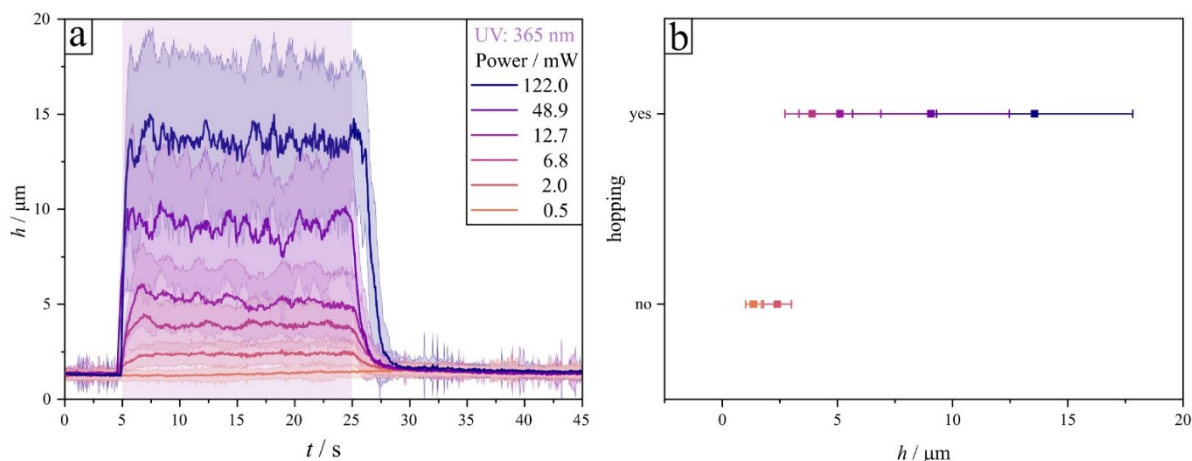 a
UV: 365 nm
Power / mW
122.0
48.9
12.7
6.8
2.0
0.5
20
15
10
5
0
h / μm
0 5 10 15 20 25 30 35 40 45
t / s
b
yes
no
hopping
0 5 10 15 20
h / μm